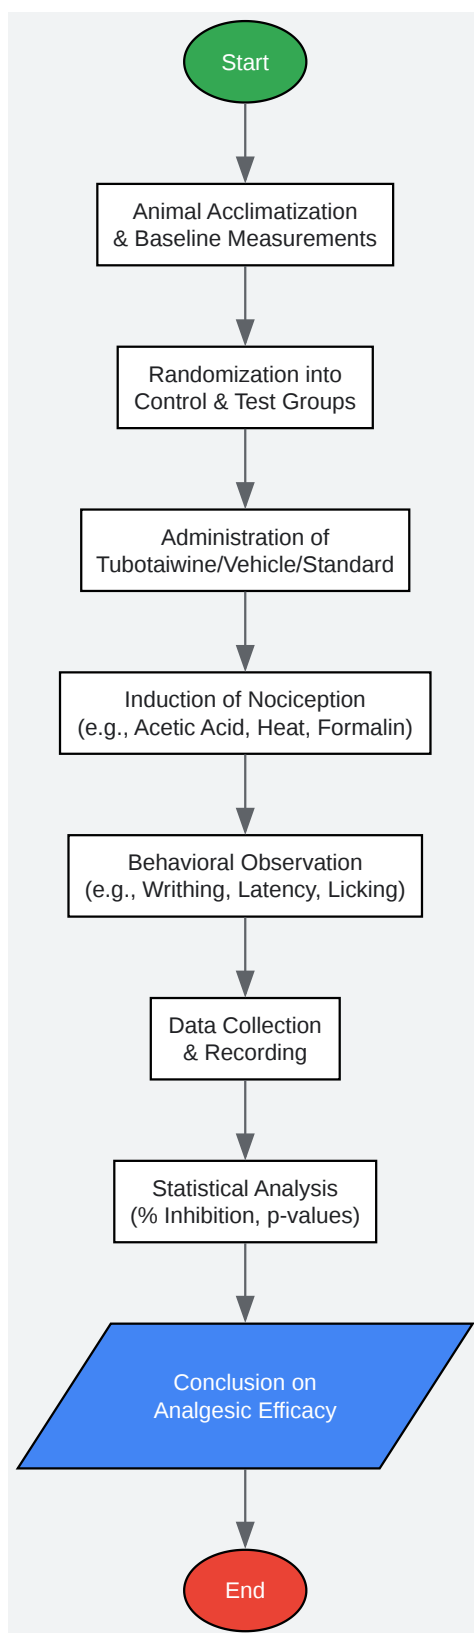 Start
Animal Acclimatization
& Baseline Measurements
Randomization into
Control & Test Groups
Administration of
Tubotaiwine/Vehicle/Standard
Induction of Nociception
(e.g., Acetic Acid, Heat, Formalin)
Behavioral Observation
(e.g., Writhing, Latency, Licking)
Data Collection
& Recording
Statistical Analysis
(% Inhibition, p-values)
Conclusion on
Analgesic Efficacy
End